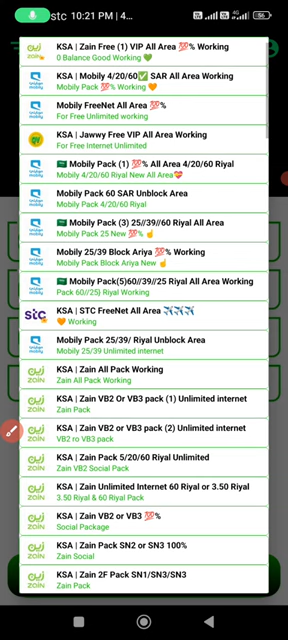 stc 10:21 PM | 4...
4G
56
KSA | Zain Free (1) VIP All Area 💯% Working
0 Balance Good Working 💚
KSA | Mobily 4/20/60✅ SAR All Area Working
Mobily Pack 💯% Working 🧡
Mobily FreeNet All Area 💯%
For Free Unlimited working
KSA | Jawwy Free VIP All Area Working
For Free Internet Unlimited
🇸🇦 Mobily Pack (1) 💯% All Area 4/20/60 Riyal
Mobily 4/20/60 Riyal New All Area❤️‍🩹
Mobily Pack 60 SAR Unblock Area
Mobily Pack 4/20/60 Riyal
🇸🇦 Mobily Pack (3) 25//39//60 Riyal All Area
Mobily Pack 25 New 💯% ☝️
Mobily 25/39 Block Ariya 💯% Working
Mobily Pack Block Ariya New ☝️
🇸🇦 Mobily Pack(5)60//39//25 Riyal All Area Working
Pack 60//25) Riyal Working
stc
KSA | STC FreeNet All Area ✈️✈️✈️
🧡 Working
Mobily Pack 25/39/ Riyal Unblock Area
Mobily 25/39 Unlimited internet
KSA | Zain All Pack Working
Zain All Pack Working
KSA | Zain VB2 Or VB3 pack (1) Unlimited internet
Zain Pack
KSA | Zain VB2 Or VB3 pack (2) Unlimited internet
VB2 ro VB3 pack
KSA | Zain Pack 5/20/60 Riyal Unlimited
Zain VB2 Social Pack
KSA | Zain Unlimited Internet 60 Riyal or 3.50 Riyal
3.50 Riyal & 60 Riyal Pack
KSA | Zain VB2 or VB3 💯%
Social Package
KSA | Zain Pack SN2 or SN3 100%
Zain Social
KSA | Zain 2F Pack SN1/SN3/SN3
Zain Pack